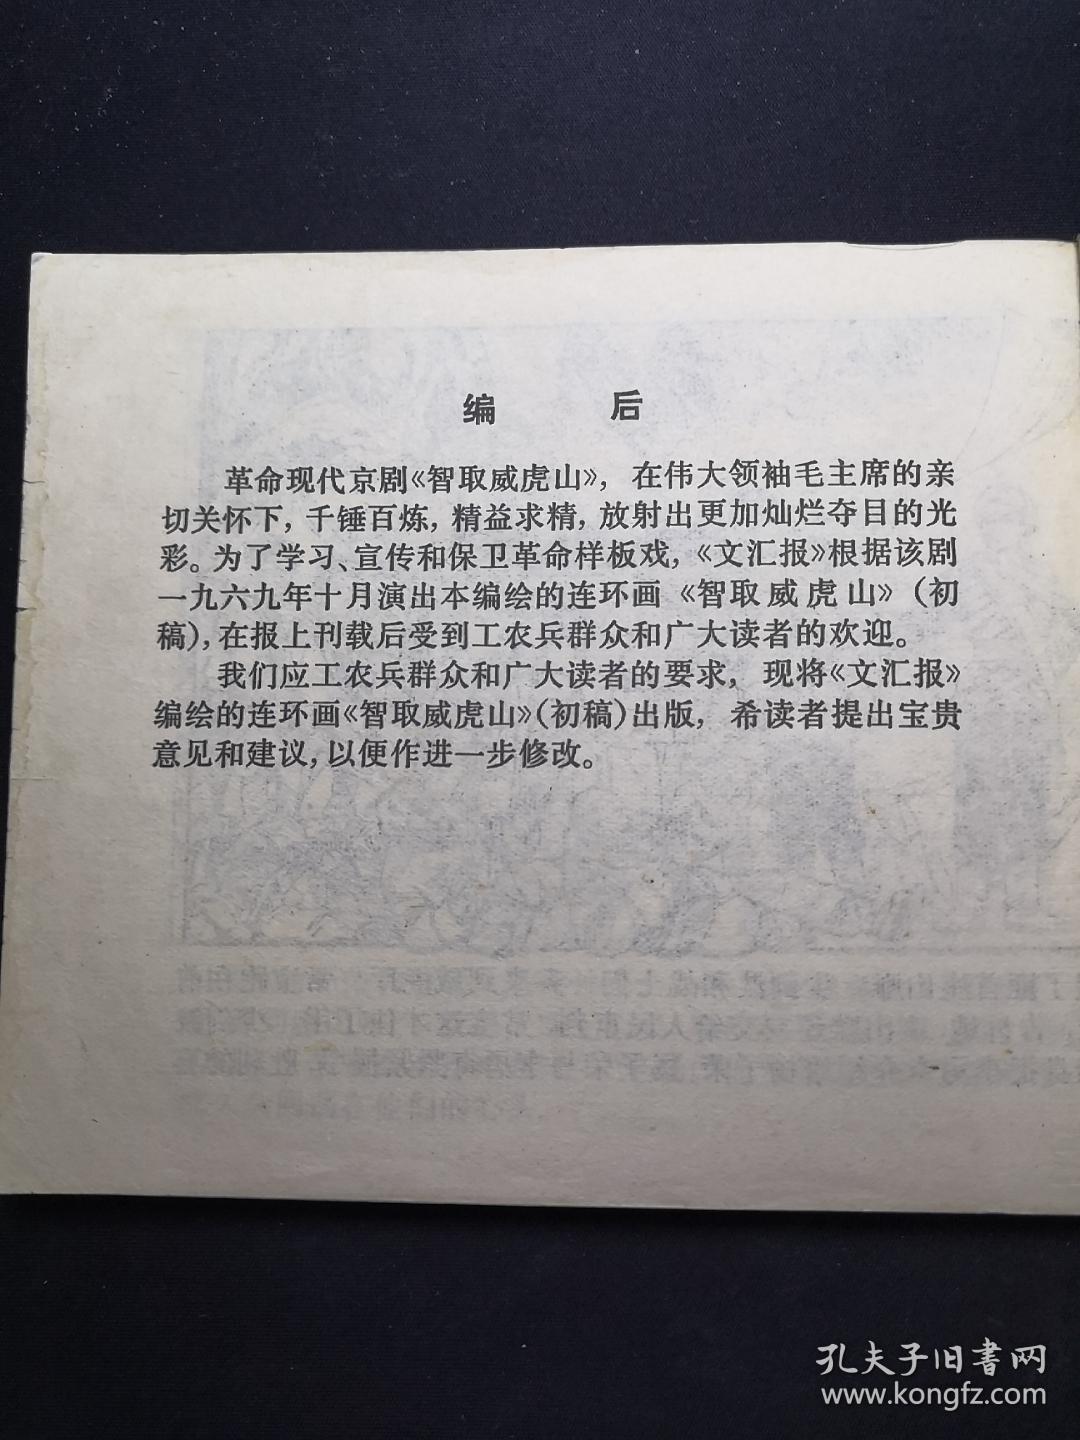 编 后
革命现代京剧《智取威虎山》，在伟大领袖毛主席的亲
切关怀下，千锤百炼，精益求精，放射出更加灿烂夺目的光
彩。为了学习、宣传和保卫革命样板戏，《文汇报》根据该剧
一九六九年十月演出本编绘的连环画《智取威虎山》（初
稿），在报上刊载后受到工农兵群众和广大读者的欢迎。
我们应工农兵群众和广大读者的要求，现将《文汇报》
编绘的连环画《智取威虎山》（初稿）出版，希读者提出宝贵
意见和建议，以便作进一步修改。
孔夫子旧書网
www.kongfz.com